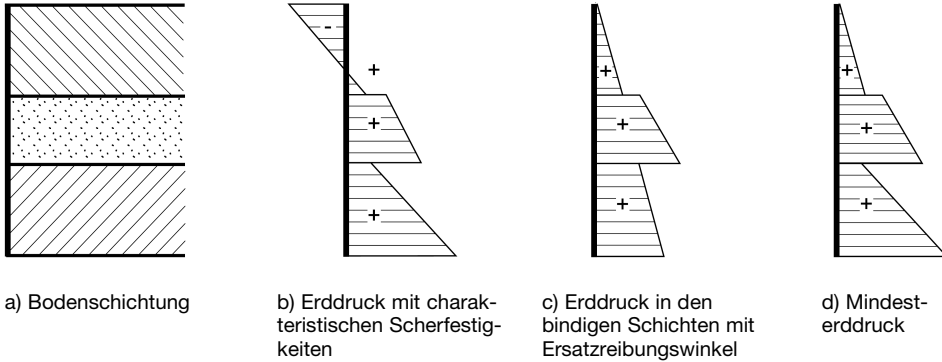 -
+
+
+
+
+
+
+
+
+
a) Bodenschichtung
b) Erddruck mit charak-
teristischen Scherfestig-
keiten
c) Erddruck in den
bindigen Schichten mit
Ersatzreibungswinkel
d) Mindest-
erddruck